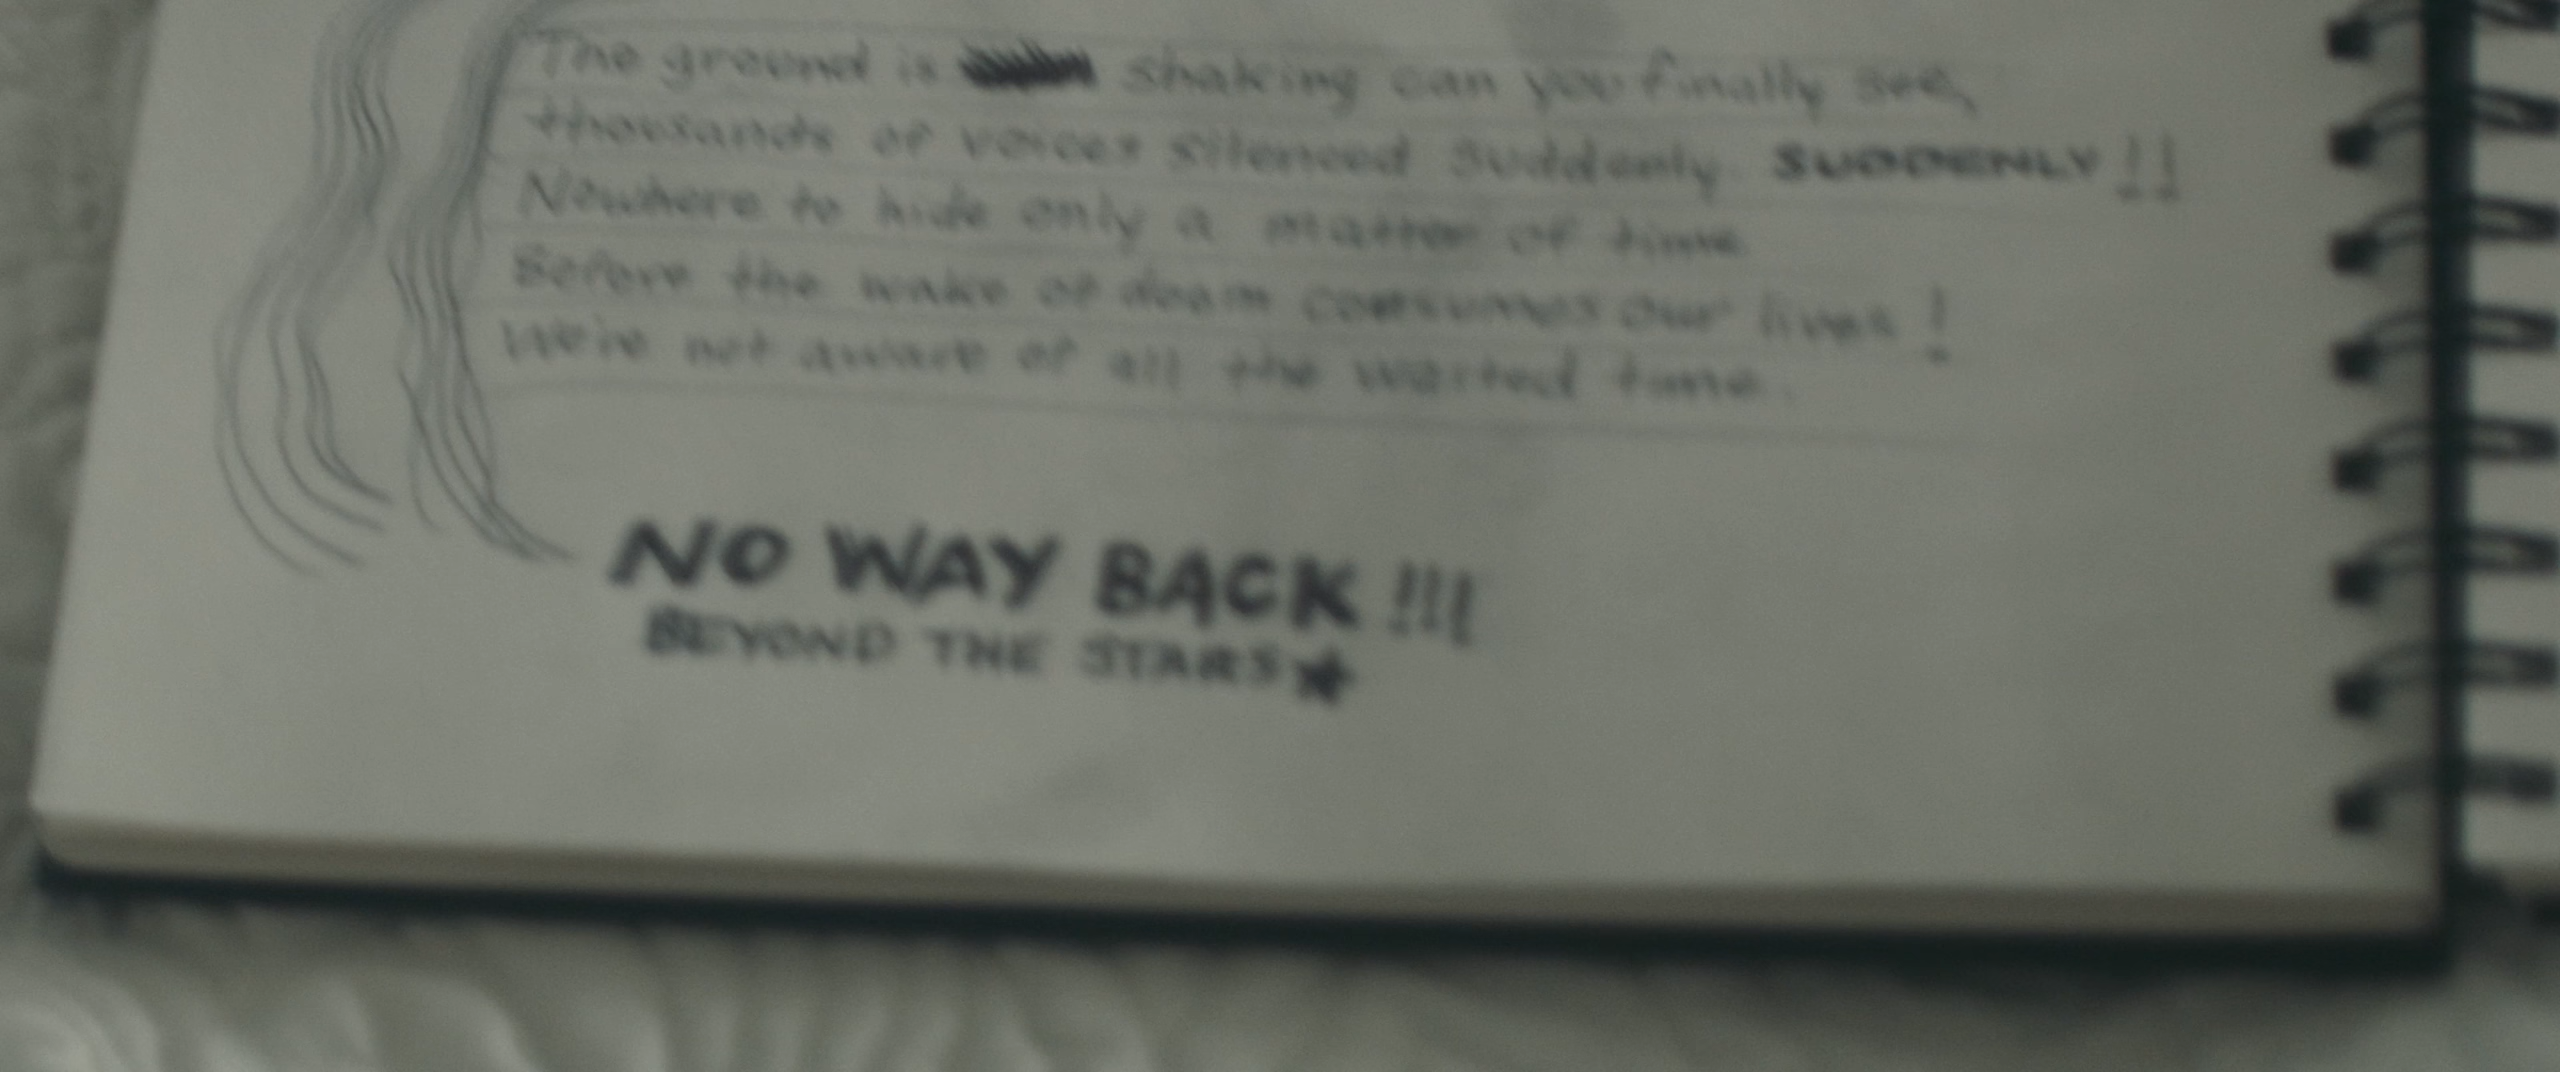 The ground is shaking can you finally see,
thousands of voices silenced suddenly. SUDDENLY!!
Nowhere to hide only a matter of time
Before the wake of doom consumes our lives!
We're not aware of all the wasted time.
NO WAY BACK!!!
BEYOND THE STARS★